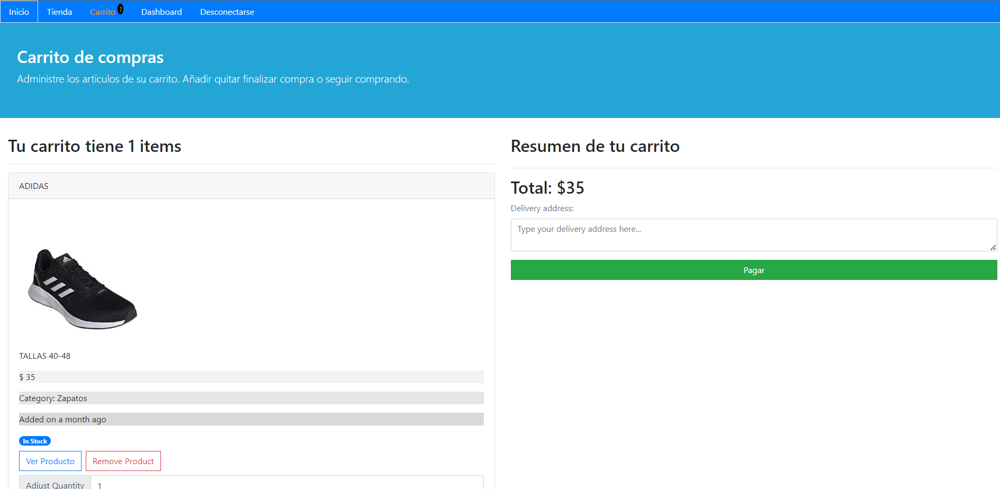 Inicio Tienda Carrito 1 Dashboard Desconectarse
Carrito de compras
Administre los artículos de su carrito. Añadir quitar finalizar compra o seguir comprando.
Tu carrito tiene 1 items
ADIDAS
TALLAS 40-48
$ 35
Category: Zapatos
Added on a month ago
In Stock
Ver Producto Remove Product
Adjust Quantity 1
Resumen de tu carrito
Total: $35
Delivery address:
Type your delivery address here...
Pagar